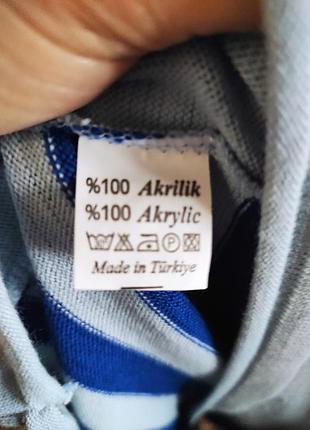 %100 Akrilik
%100 Akrylic
P
Made in Türkiye